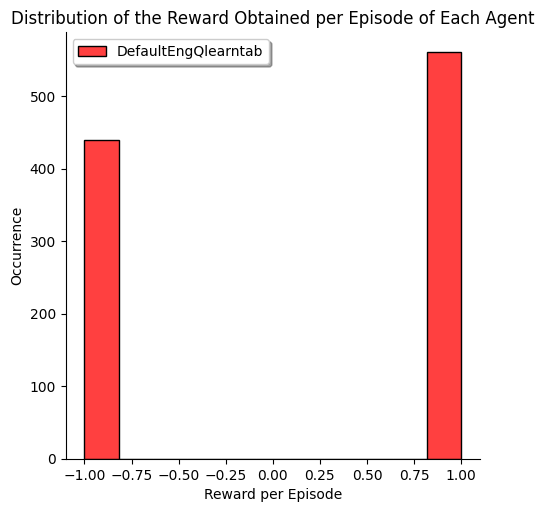 Distribution of the Reward Obtained per Episode of Each Agent
DefaultEngQlearntab
500
400
300
200
100
0
Occurrence
−1.00 −0.75 −0.50 −0.25 0.00 0.25 0.50 0.75 1.00
Reward per Episode